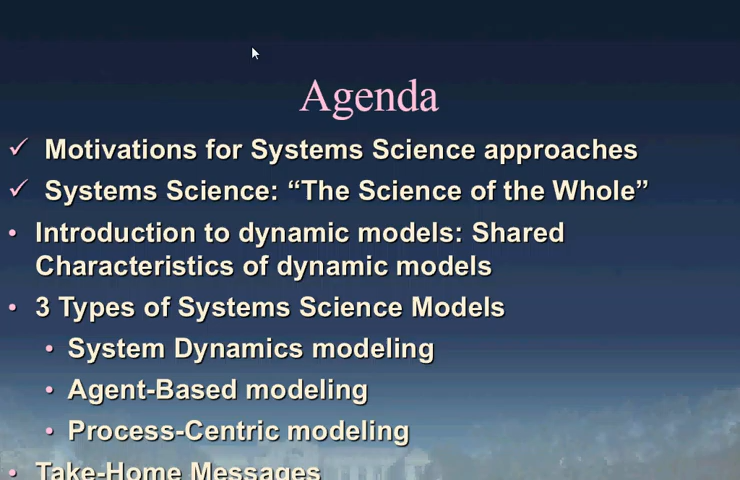 Agenda
✓ Motivations for Systems Science approaches
✓ Systems Science: “The Science of the Whole”
• Introduction to dynamic models: Shared
Characteristics of dynamic models
• 3 Types of Systems Science Models
• System Dynamics modeling
• Agent-Based modeling
• Process-Centric modeling
• Take-Home Messages